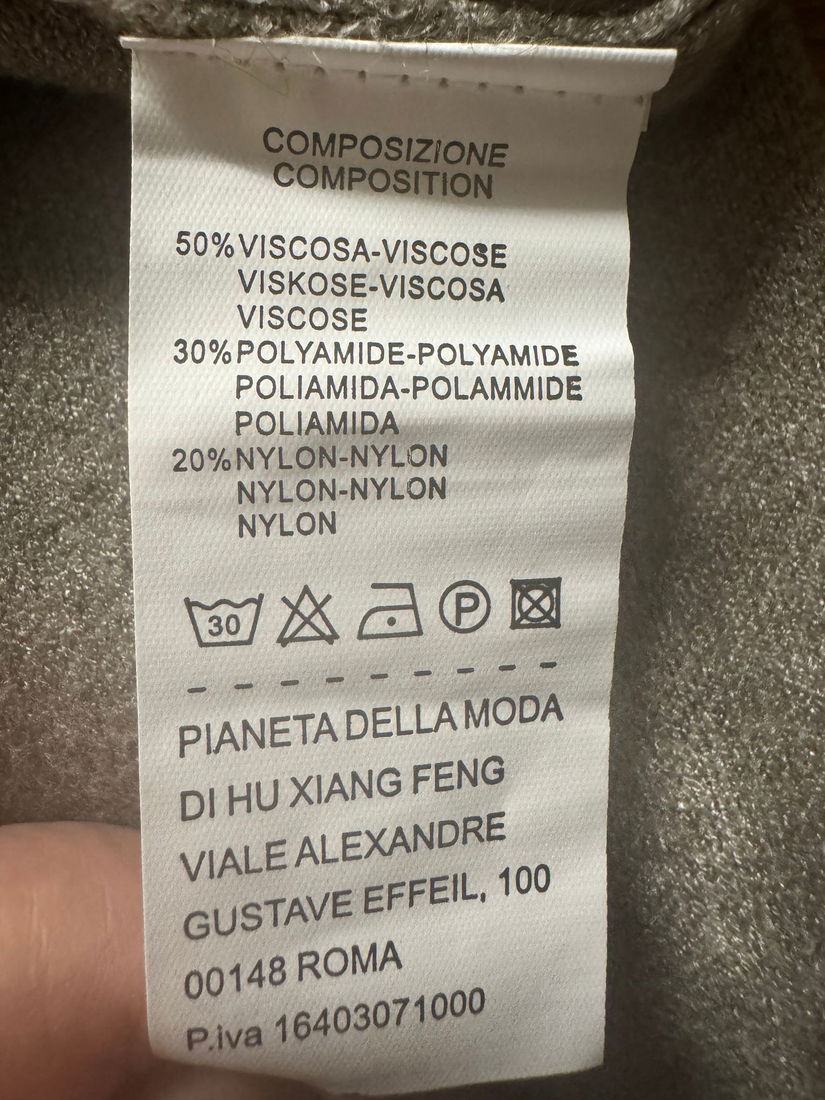 COMPOSIZIONE
COMPOSITION
50%VISCOSA-VISCOSE
VISKOSE-VISCOSA
VISCOSE
30%POLYAMIDE-POLYAMIDE
POLIAMIDA-POLAMMIDE
POLIAMIDA
20%NYLON-NYLON
NYLON-NYLON
NYLON
30 P
PIANETA DELLA MODA
DI HU XIANG FENG
VIALE ALEXANDRE
GUSTAVE EFFEIL, 100
00148 ROMA
P.iva 16403071000